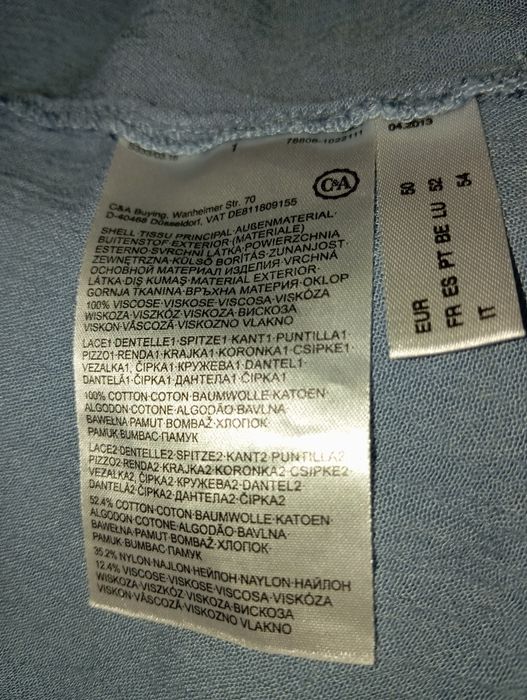 1
78606-1022111
C&A
C&A Buying, Wanheimer Str. 70
D-40468 Düsseldorf, VAT DE811809155
SHELL·TISSU PRINCIPAL·AUßENMATERIAL·
BUITENSTOF·EXTERIOR·(MATERIALE)
ESTERNO·SVRCHNÍ LÁTKA·POWIERZCHNIA
ZEWNĘTRZNA·KÜLSŐ BORÍTÁS·ZUNANJOST·
ОСНОВНОЙ МАТЕРИАЛ ИЗДЕЛИЯ·VRCHNÁ
LÁTKA·DIŞ KUMAŞ·MATERIAL EXTERIOR·
GORNJA TKANINA·ВРЪХНА МАТЕРИЯ·OKLOP
100% VISCOSE·VISKOSE·VISCOSA·VISKÓZA
WISKOZA·VISZKÓZ·VISKOZA·ВИСКОЗА
VISKON·VÂSCOZĂ·VISKOZNO VLAKNO
LACE1·DENTELLE1·SPITZE1·KANT1·PUNTILLA1
PIZZO1·RENDA1·KRAJKA1·KORONKA1·CSIPKE1·
VEZALKA1, ČIPKA1·КРУЖЕВА1·DANTEL1·
DANTELĂ1·ČIPKA1·ДАНТЕЛА1·ČIPKA1
100% COTTON·COTON·BAUMWOLLE·KATOEN·
ALGODON·COTONE·ALGODÃO·BAVLNA·
BAWEŁNA·PAMUT·BOMBAŽ·ХЛОПОК·
PAMUK·BUMBAC·ПАМУК
LACE2·DENTELLE2·SPITZE2·KANT2·PUNTILLA2
PIZZO2·RENDA2·KRAJKA2·KORONKA2·CSIPKE2·
VEZALKA2, ČIPKA2·КРУЖЕВА2·DANTEL2·
DANTELĂ2·ČIPKA2·ДАНТЕЛА2·ČIPKA2
52.4% COTTON·COTON·BAUMWOLLE·KATOEN·
ALGODON·COTONE·ALGODÃO·BAVLNA·
BAWEŁNA·PAMUT·BOMBAŽ·ХЛОПОК·
PAMUK·BUMBAC·ПАМУК
35.2% NYLON·NAJLON·НЕЙЛОН·NAYLON·НАЙЛОН
12.4% VISCOSE·VISKOSE·VISCOSA·VISKÓZA
WISKOZA·VISZKÓZ·VISKOZA·ВИСКОЗА
VISKON·VÂSCOZĂ·VISKOZNO VLAKNO
04.2013
EUR 50
FR ES PT BE LU 52
IT 54